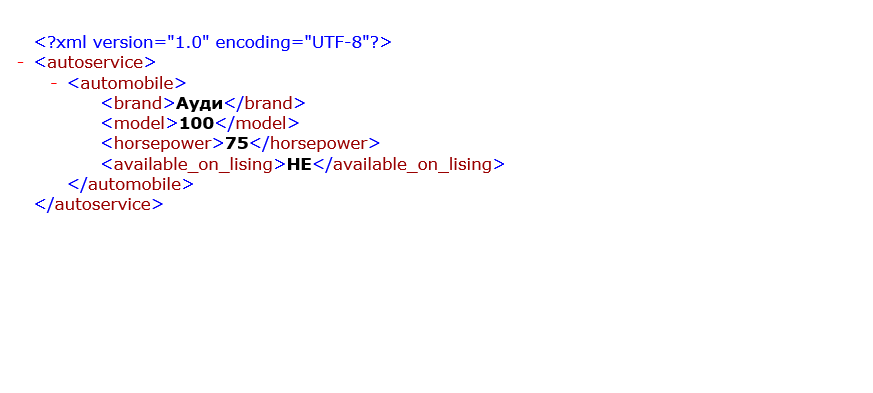 <?xml version="1.0" encoding="UTF-8"?>
- <autoservice>
- <automobile>
<brand>Ауди</brand>
<model>100</model>
<horsepower>75</horsepower>
<available_on_lising>НЕ</available_on_lising>
</automobile>
</autoservice>